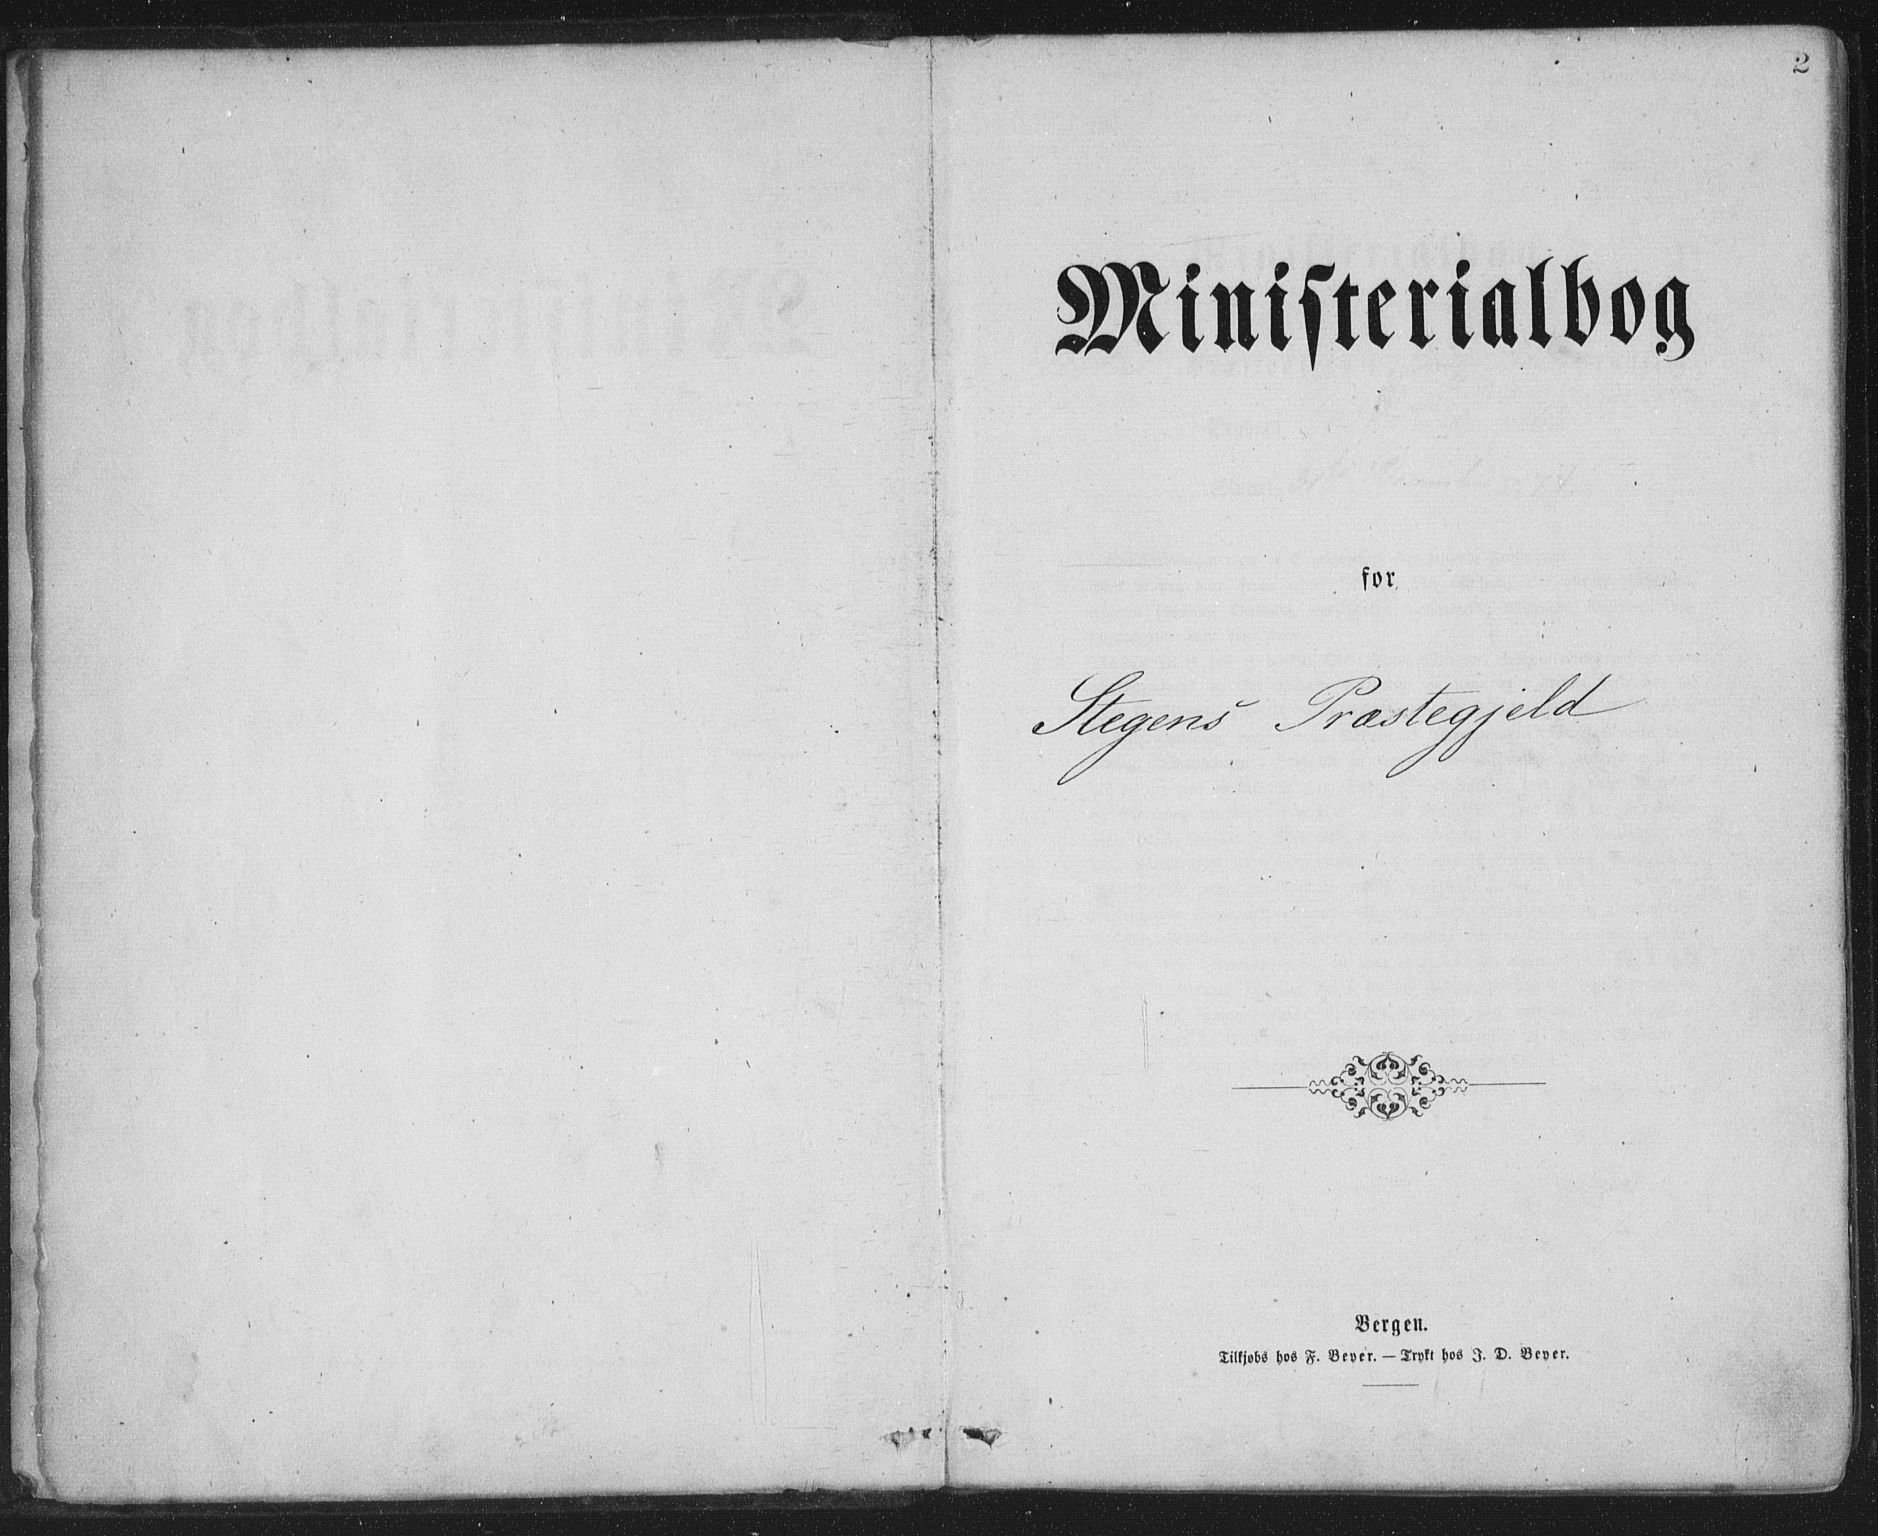 2
Ministerialbog
for
Stegens Præstegjeld
Bergen.
Tilkjøbs hos F. Beyer. — Trykt hos J. D. Beyer.